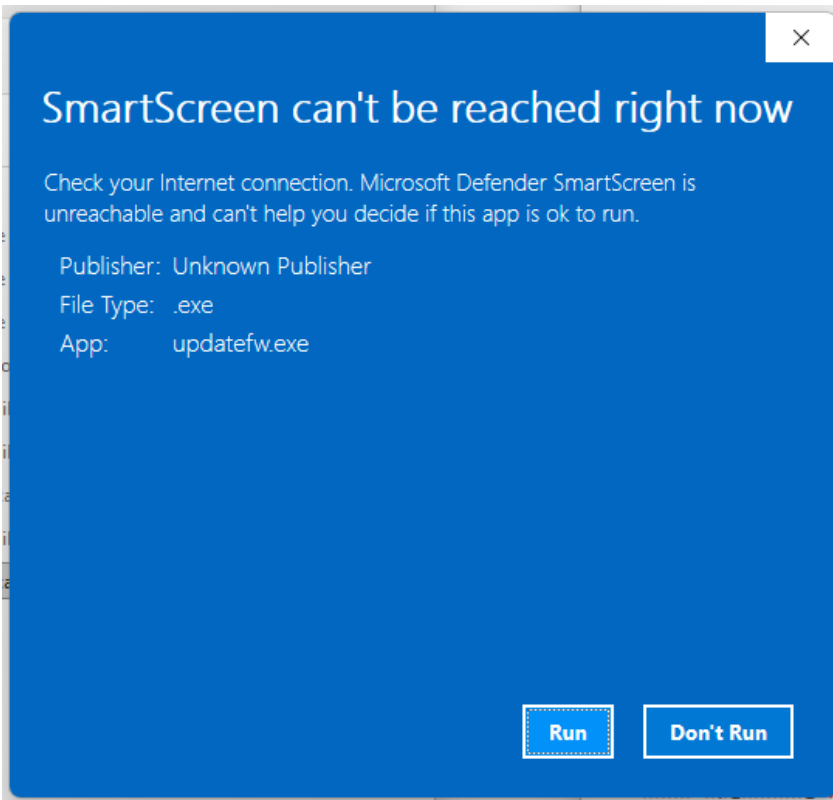 SmartScreen can't be reached right now
Check your Internet connection. Microsoft Defender SmartScreen is
unreachable and can't help you decide if this app is ok to run.
Publisher: Unknown Publisher
File Type: .exe
App: updatefw.exe
Run Don't Run